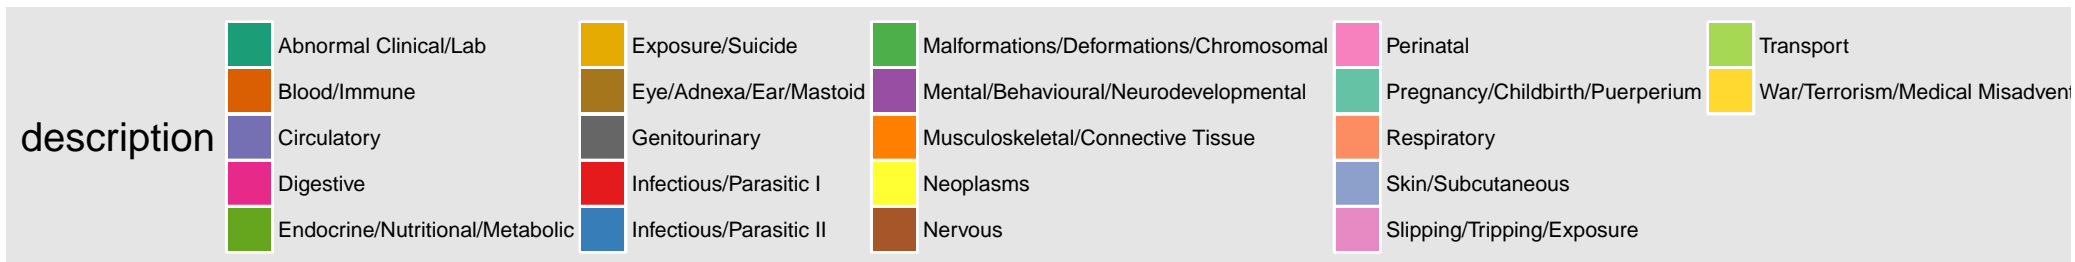 description
Abnormal Clinical/Lab
Blood/Immune
Circulatory
Digestive
Endocrine/Nutritional/Metabolic
Exposure/Suicide
Eye/Adnexa/Ear/Mastoid
Genitourinary
Infectious/Parasitic I
Infectious/Parasitic II
Malformations/Deformations/Chromosomal
Mental/Behavioural/Neurodevelopmental
Musculoskeletal/Connective Tissue
Neoplasms
Nervous
Perinatal
Pregnancy/Childbirth/Puerperium
Respiratory
Skin/Subcutaneous
Slipping/Tripping/Exposure
Transport
War/Terrorism/Medical Misadvent